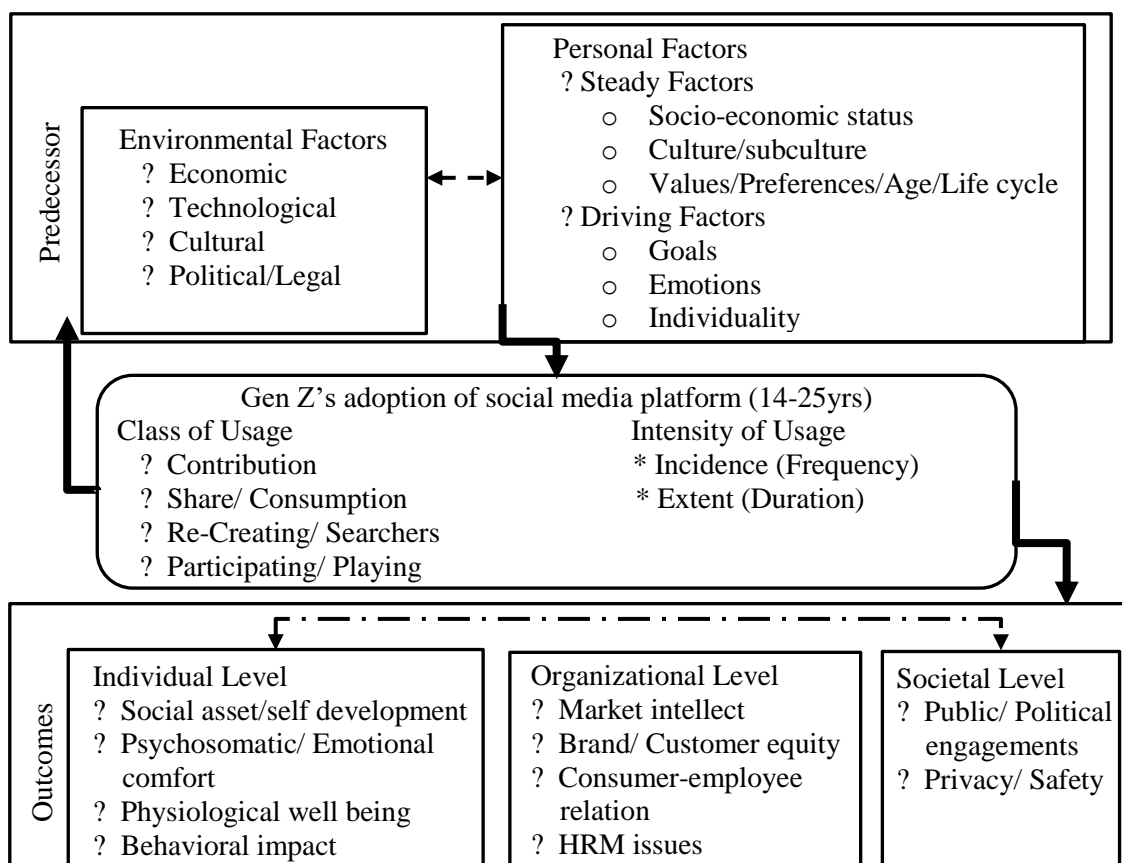 Predecessor
Environmental Factors
? Economic
? Technological
? Cultural
? Political/Legal
Personal Factors
? Steady Factors
o Socio-economic status
o Culture/subculture
o Values/Preferences/Age/Life cycle
? Driving Factors
o Goals
o Emotions
o Individuality
Gen Z’s adoption of social media platform (14-25yrs)
Class of Usage
? Contribution
? Share/ Consumption
? Re-Creating/ Searchers
? Participating/ Playing
Intensity of Usage
* Incidence (Frequency)
* Extent (Duration)
Outcomes
Individual Level
? Social asset/self development
? Psychosomatic/ Emotional
comfort
? Physiological well being
? Behavioral impact
Organizational Level
? Market intellect
? Brand/ Customer equity
? Consumer-employee
relation
? HRM issues
Societal Level
? Public/ Political
engagements
? Privacy/ Safety